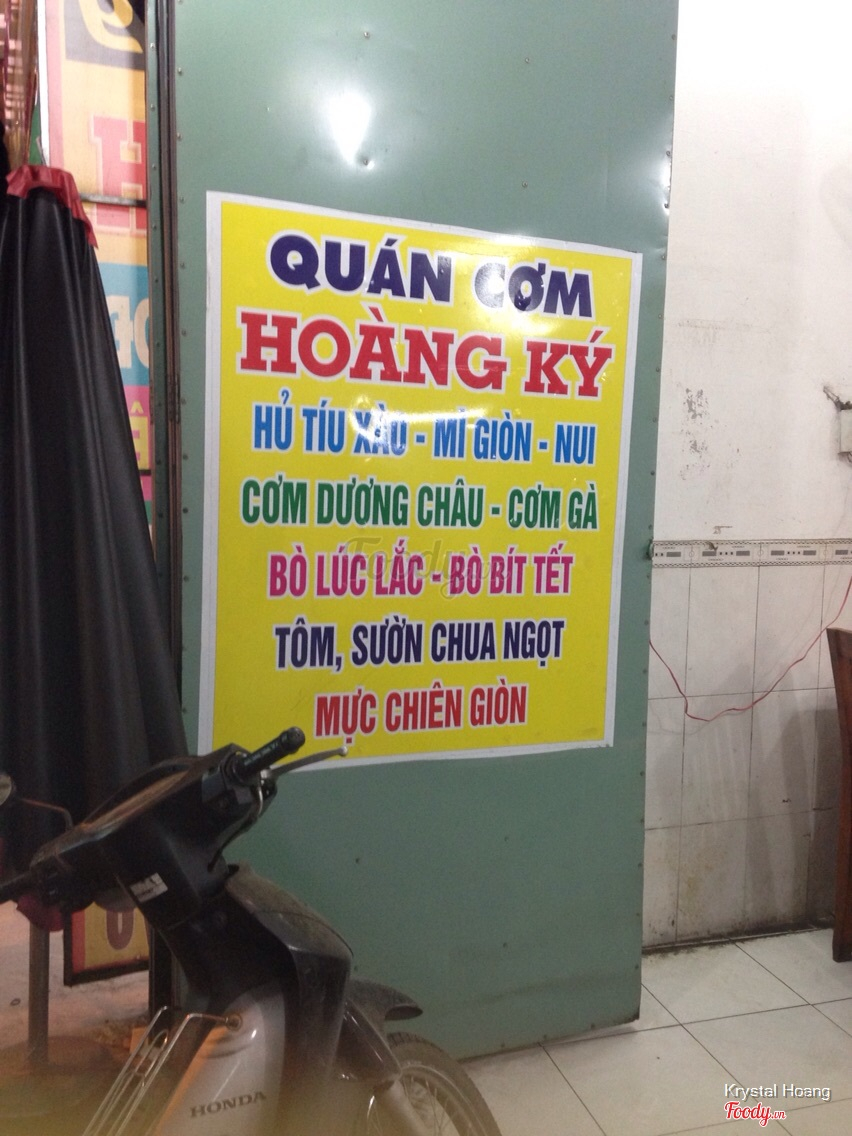 QUÁN CƠM
HOÀNG KÝ
HỦ TÍU XÀO - MÌ GIÒN - NUI
CƠM DƯƠNG CHÂU - CƠM GÀ
BÒ LÚC LẮC - BÒ BÍT TẾT
TÔM, SƯỜN CHUA NGỌT
MỰC CHIÊN GIÒN
HONDA
Krystal Hoang
Foody.vn